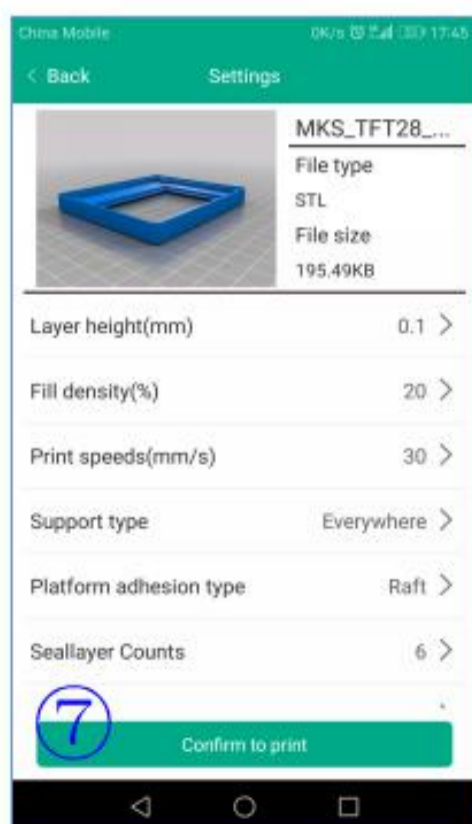 China Mobile 0K/s 17:45
< Back Settings
MKS_TFT28_...
File type
STL
File size
195.49KB
Layer height(mm) 0.1 >
Fill density(%) 20 >
Print speeds(mm/s) 30 >
Support type Everywhere >
Platform adhesion type Raft >
Seallayer Counts 6 >
7
Confirm to print